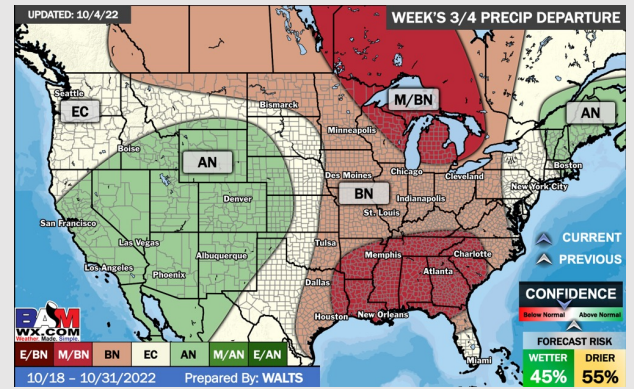 UPDATED: 10/4/22
WEEK'S 3/4 PRECIP DEPARTURE
Seattle
EC
Bismarck
M/BN
AN
Minneapolis
Boise
AN
Boston
Des Moines
Chicago
Cleveland
New York City
Denver
BN
Indianapolis
St. Louis
San Francisco
CURRENT
Las Vegas
Tulsa
PREVIOUS
Los Angeles
Albuquerque
Memphis
Charlotte
Phoenix
Atlanta
Dallas
CONFIDENCE
Below Normal
Above Normal
Houston
New Orleans
BAM
WX.COM
Weather. Made. Simple.
FORECAST RISK
Miami
E/BN M/BN BN EC AN M/AN E/AN
WETTER DRIER
45% 55%
10/18 – 10/31/2022 Prepared By: WALTS